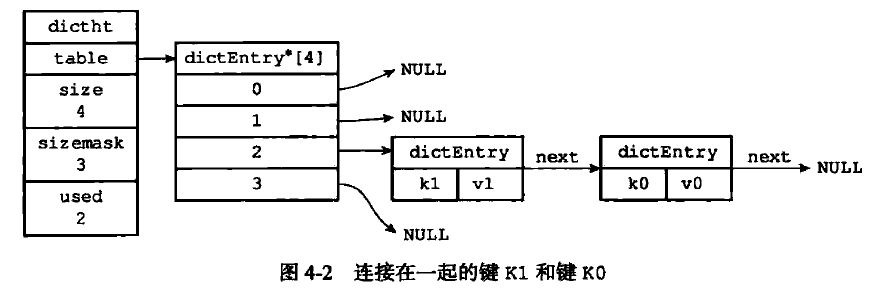 dictht
table
size
4
sizemask
3
used
2
dictEntry*[4]
0
1
2
3
NULL
NULL
dictEntry
k1 v1
next
dictEntry
k0 v0
next
NULL
NULL
图 4-2 连接在一起的键 K1 和键 K0